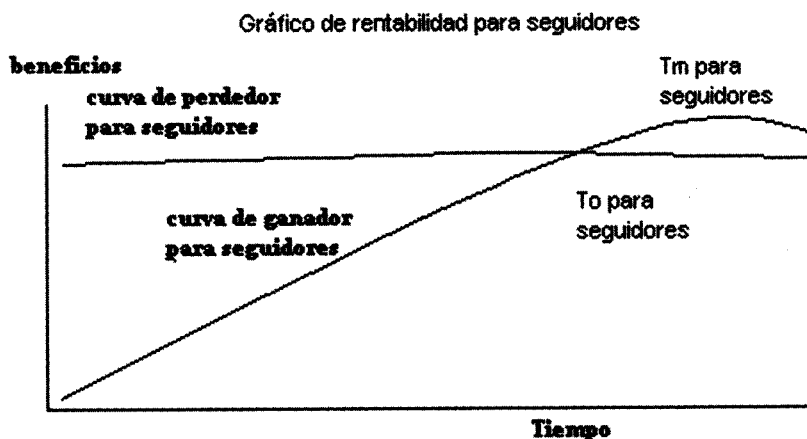 Gráfico de rentabilidad para seguidores
beneficios
Tm para
seguidores
curva de perdedor
para seguidores
curva de ganador
para seguidores
To para
seguidores
Tiempo